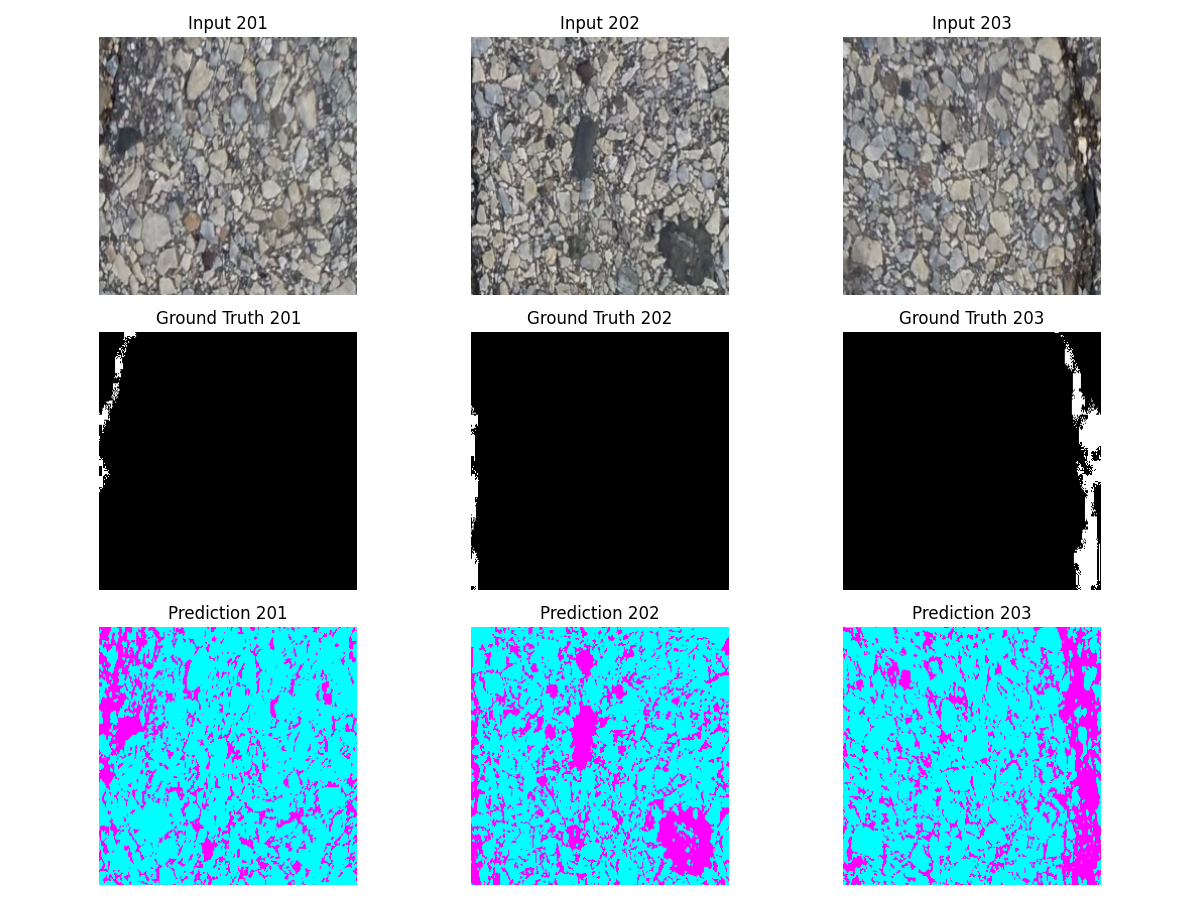 Input 201
Input 202
Input 203
Ground Truth 201
Ground Truth 202
Ground Truth 203
Prediction 201
Prediction 202
Prediction 203